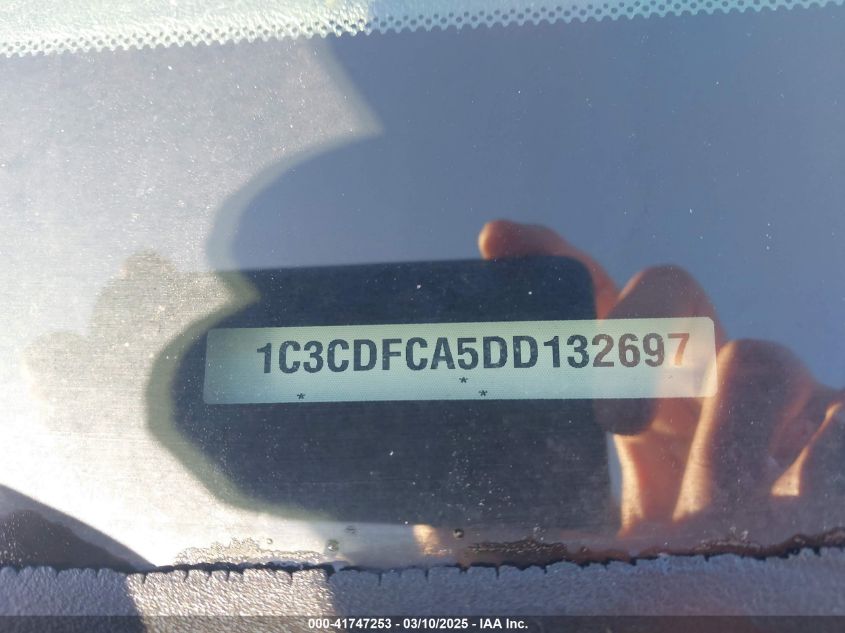 1C3CDFCA5DD132697
* * *
000-41747253 - 03/10/2025 - IAA Inc.